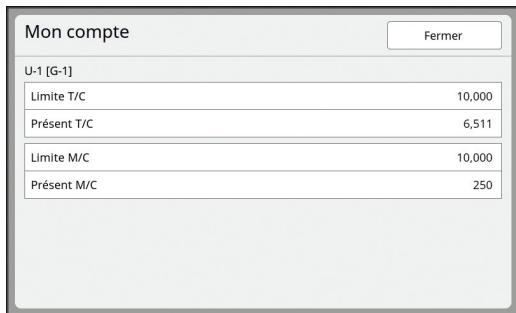 Mon compte
Fermer
U-1 [G-1]
Limite T/C 10,000
Présent T/C 6,511
Limite M/C 10,000
Présent M/C 250